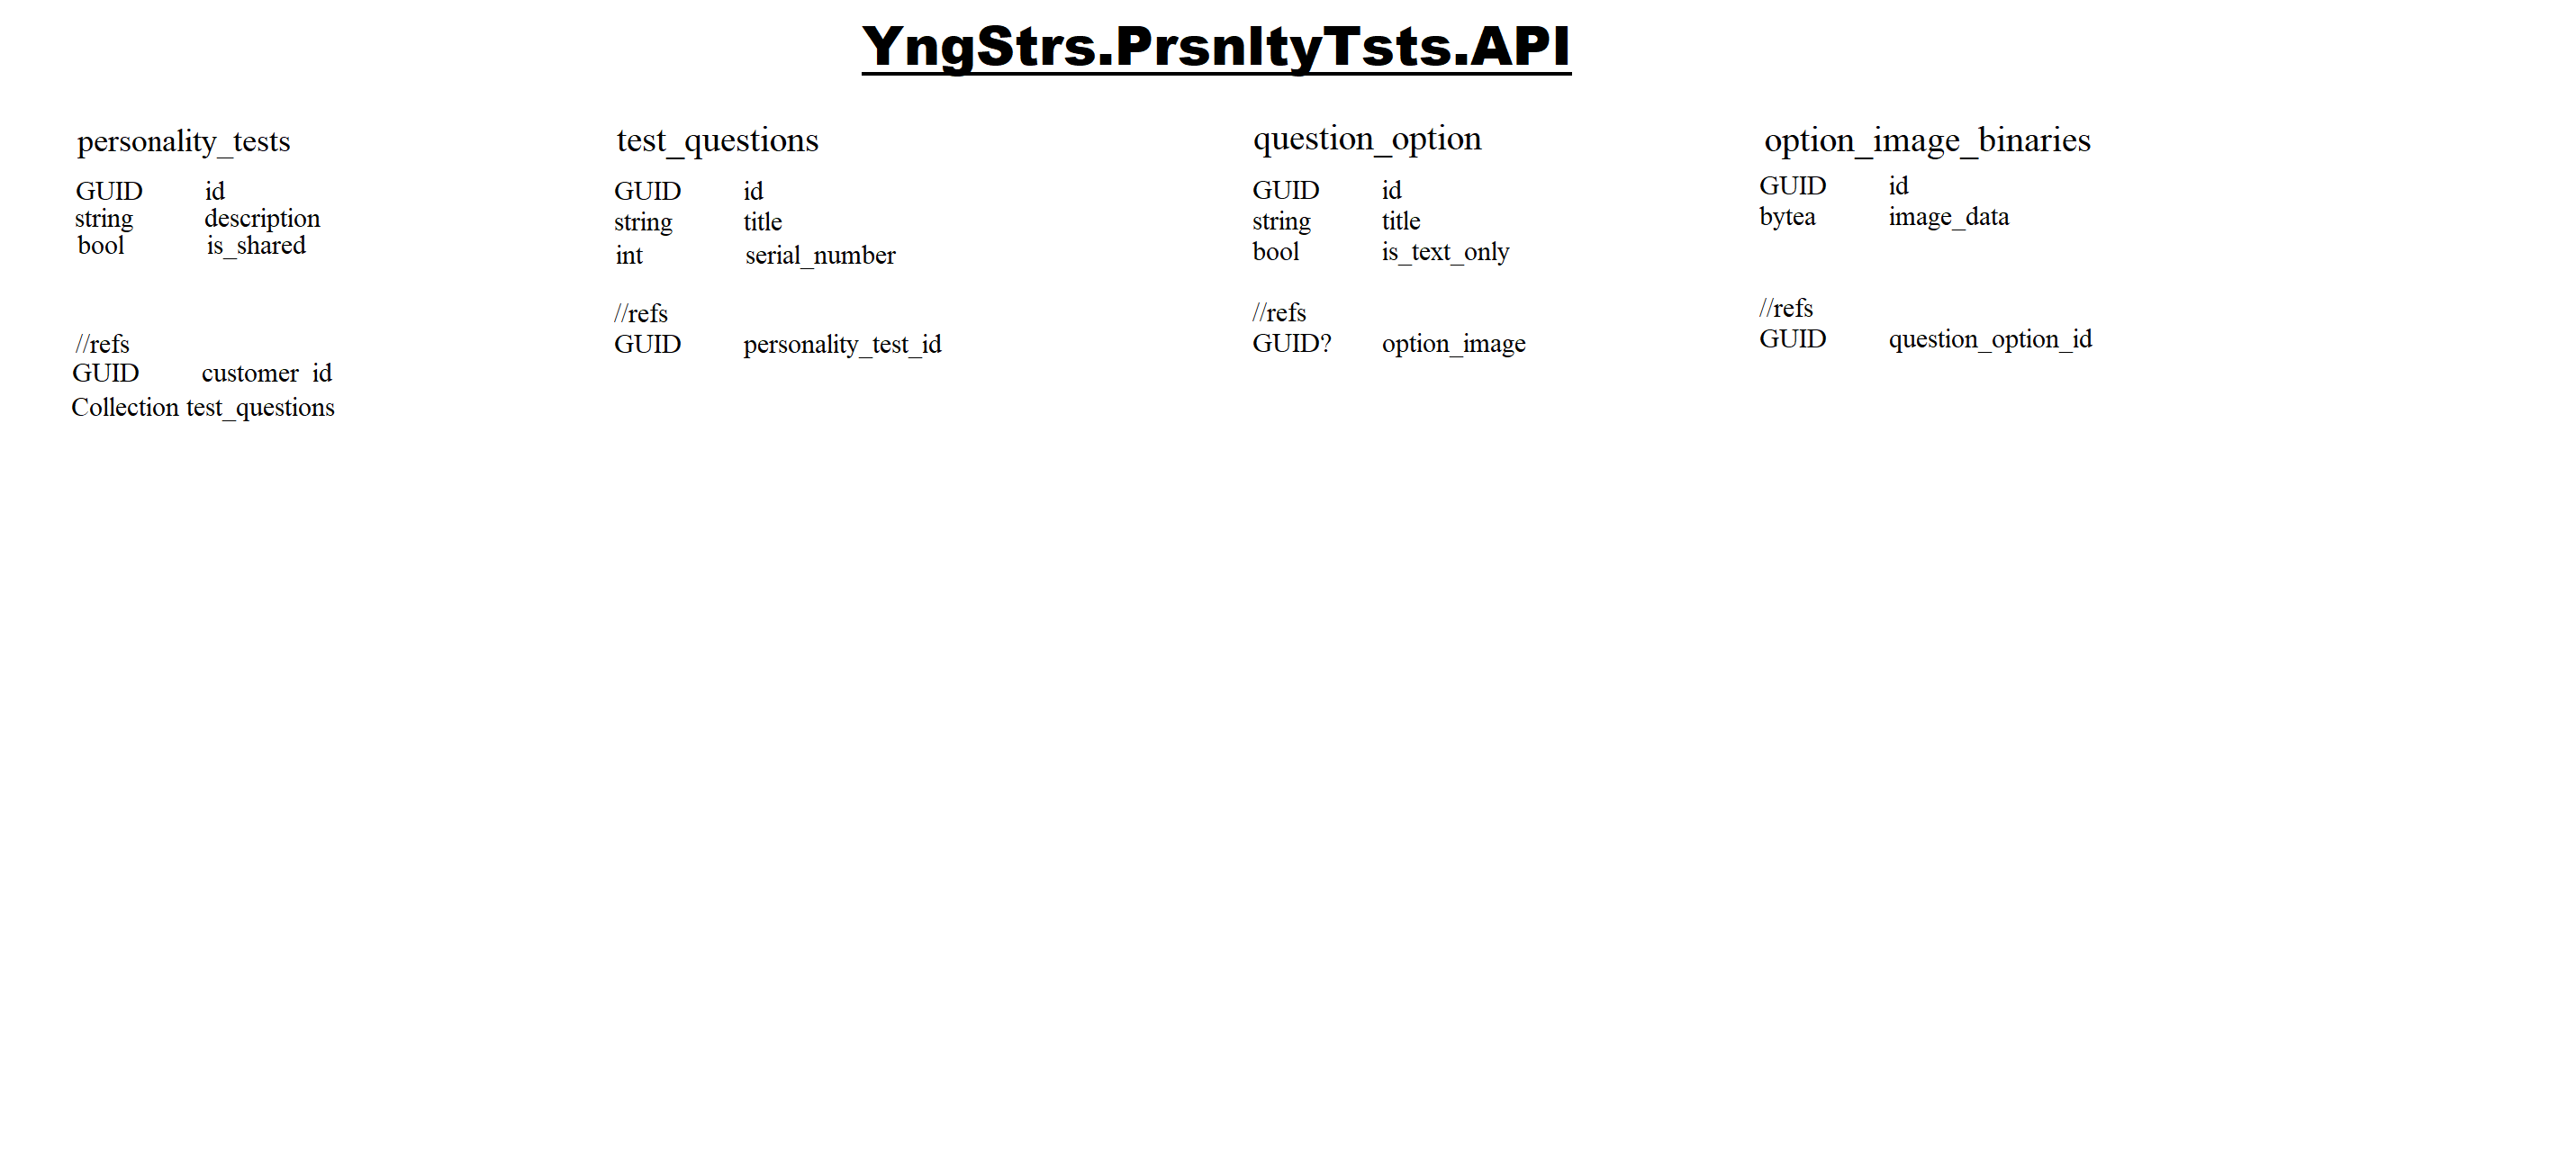 YngStrs.PrsnltyTsts.API
personality_tests
GUID id
string description
bool is_shared
//refs
GUID customer_id
Collection test_questions
test_questions
GUID id
string title
int serial_number
//refs
GUID personality_test_id
question_option
GUID id
string title
bool is_text_only
//refs
GUID? option_image
option_image_binaries
GUID id
bytea image_data
//refs
GUID question_option_id